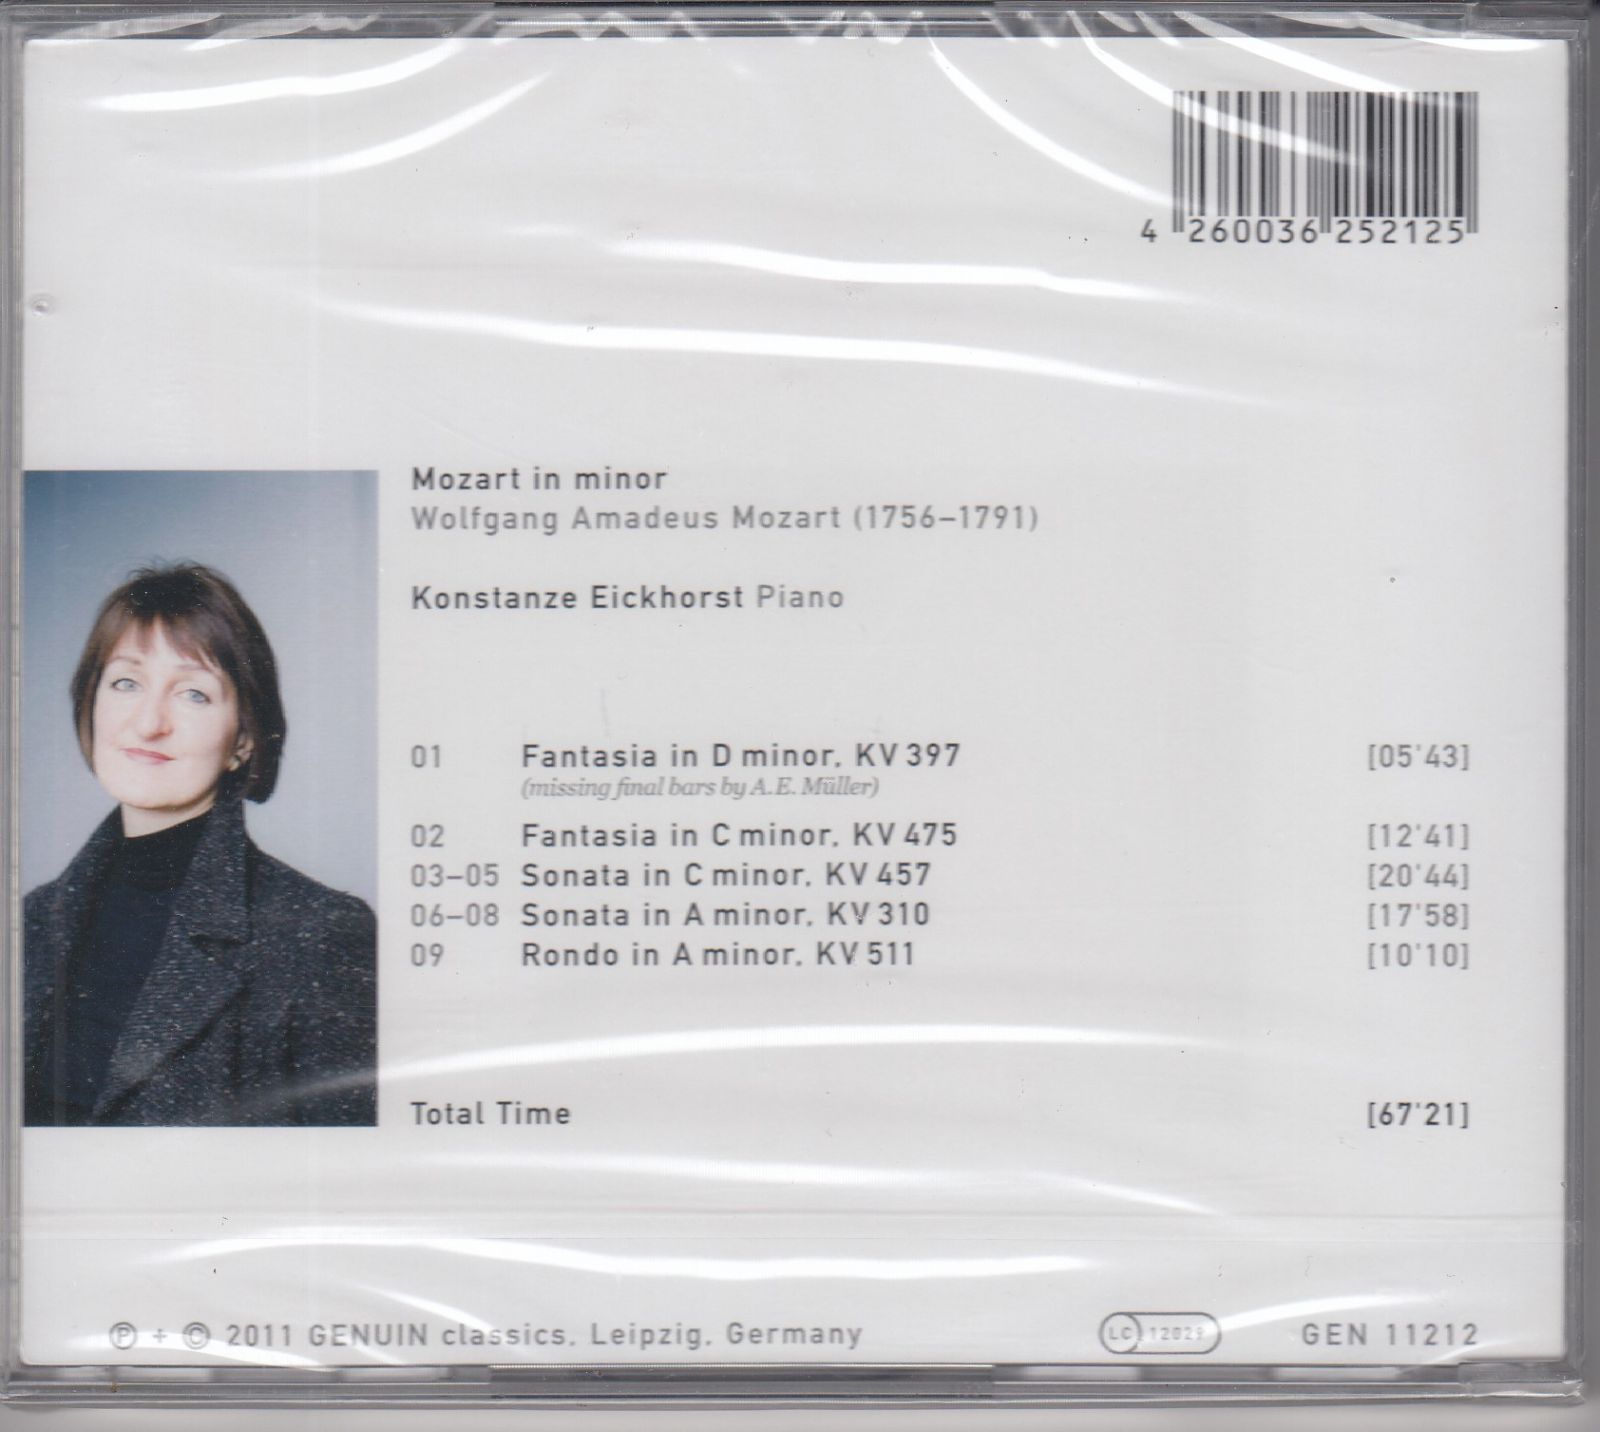 4 260036 252125
Mozart in minor
Wolfgang Amadeus Mozart (1756–1791)
Konstanze Eickhorst Piano
01 Fantasia in D minor, KV 397 [05'43]
(missing final bars by A.E. Müller)
02 Fantasia in C minor, KV 475 [12'41]
03–05 Sonata in C minor, KV 457 [20'44]
06–08 Sonata in A minor, KV 310 [17'58]
09 Rondo in A minor, KV 511 [10'10]
Total Time [67'21]
℗ + © 2011 GENUIN classics, Leipzig, Germany LC 12029 GEN 11212